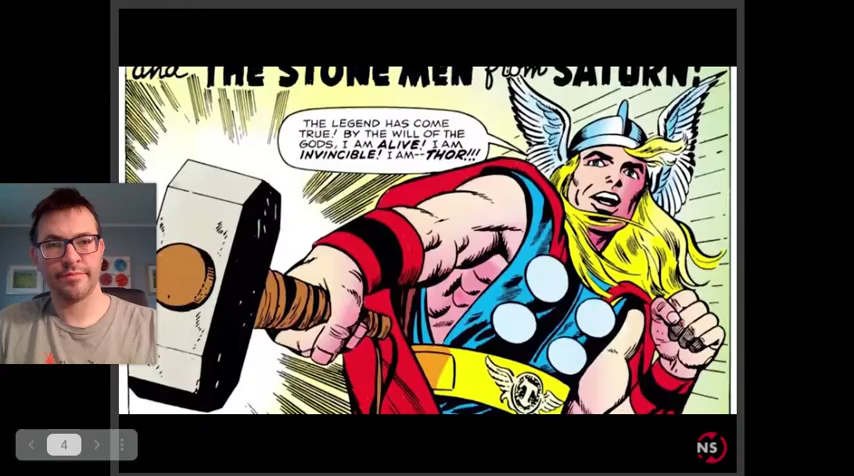 and THE STONE MEN from SATURN!
THE LEGEND HAS COME
TRUE! BY THE WILL OF THE
GODS, I AM ALIVE! I AM
INVINCIBLE! I AM--THOR!!!
T
4
NS